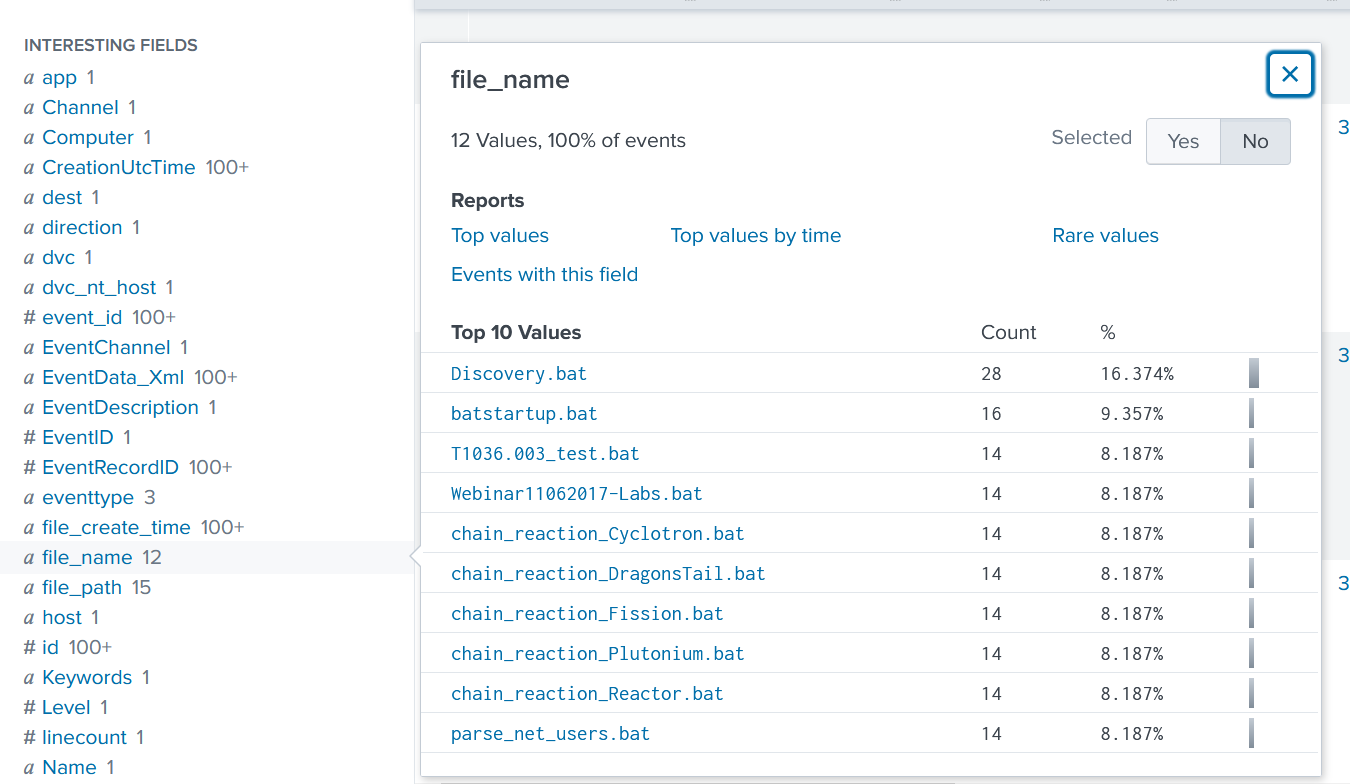 INTERESTING FIELDS
a app 1
a Channel 1
a Computer 1
a CreationUtcTime 100+
a dest 1
a direction 1
a dvc 1
a dvc_nt_host 1
# event_id 100+
a EventChannel 1
a EventData_Xml 100+
a EventDescription 1
# EventID 1
# EventRecordID 100+
a eventtype 3
a file_create_time 100+
a file_name 12
a file_path 15
a host 1
# id 100+
a Keywords 1
# Level 1
# linecount 1
a Name 1
file_name
12 Values, 100% of events
Selected Yes No
Reports
Top values Top values by time Rare values
Events with this field
Top 10 Values Count %
Discovery.bat 28 16.374%
batstartup.bat 16 9.357%
T1036.003_test.bat 14 8.187%
Webinar11062017-Labs.bat 14 8.187%
chain_reaction_Cyclotron.bat 14 8.187%
chain_reaction_DragonsTail.bat 14 8.187%
chain_reaction_Fission.bat 14 8.187%
chain_reaction_Plutonium.bat 14 8.187%
chain_reaction_Reactor.bat 14 8.187%
parse_net_users.bat 14 8.187%
3
3
3